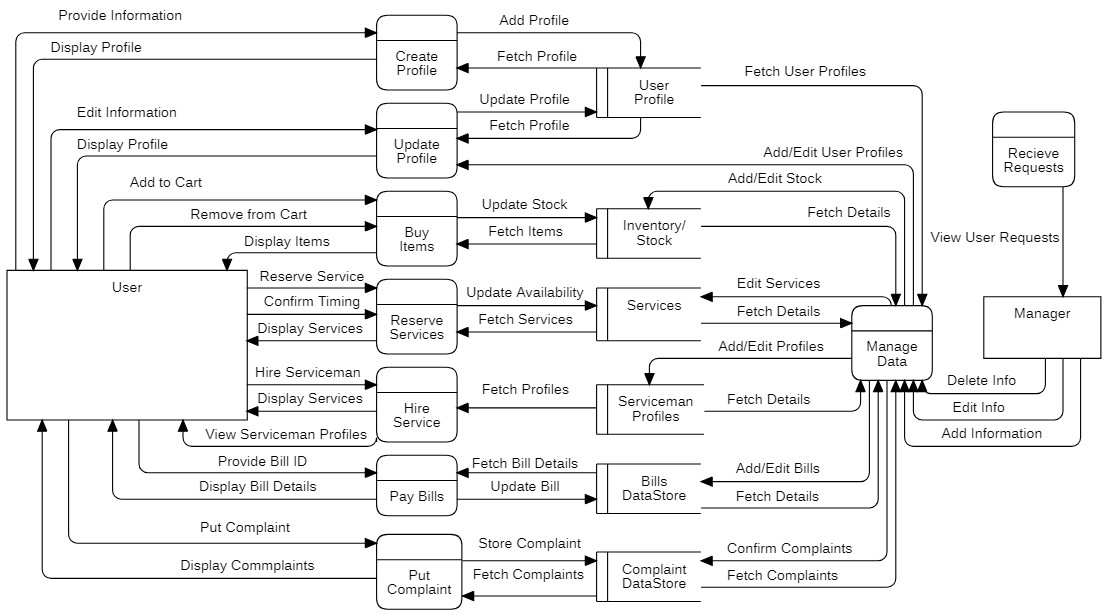 Provide Information
Add Profile
Display Profile
Create
Profile
Fetch Profile
User
Profile
Fetch User Profiles
Edit Information
Update Profile
Fetch Profile
Display Profile
Update
Profile
Add/Edit User Profiles
Recieve
Requests
Add to Cart
Add/Edit Stock
Update Stock
Remove from Cart
Buy
Items
Fetch Items
Inventory/
Stock
Fetch Details
Display Items
View User Requests
User
Reserve Service
Update Availability
Services
Edit Services
Confirm Timing
Reserve
Services
Fetch Services
Fetch Details
Manager
Display Services
Manage
Data
Add/Edit Profiles
Hire Serviceman
Fetch Profiles
Serviceman
Profiles
Fetch Details
Delete Info
Display Services
Hire
Service
Edit Info
View Serviceman Profiles
Add Information
Provide Bill ID
Fetch Bill Details
Bills
DataStore
Add/Edit Bills
Display Bill Details
Pay Bills
Update Bill
Fetch Details
Put Complaint
Store Complaint
Confirm Complaints
Display Commplaints
Put
Complaint
Fetch Complaints
Complaint
DataStore
Fetch Complaints